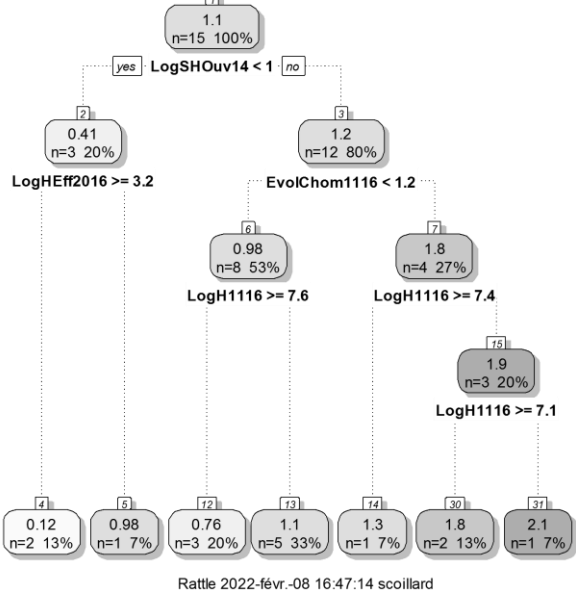 1
1.1
n=15 100%
yes LogSHOuv14 < 1 no
2
3
0.41
n=3 20%
1.2
n=12 80%
LogHEff2016 >= 3.2
EvolChom1116 < 1.2
6
7
0.98
n=8 53%
1.8
n=4 27%
LogH1116 >= 7.6
LogH1116 >= 7.4
15
1.9
n=3 20%
LogH1116 >= 7.1
4
5
12
13
14
30
31
0.12
n=2 13%
0.98
n=1 7%
0.76
n=3 20%
1.1
n=5 33%
1.3
n=1 7%
1.8
n=2 13%
2.1
n=1 7%
Rattle 2022-févr.-08 16:47:14 scoillard